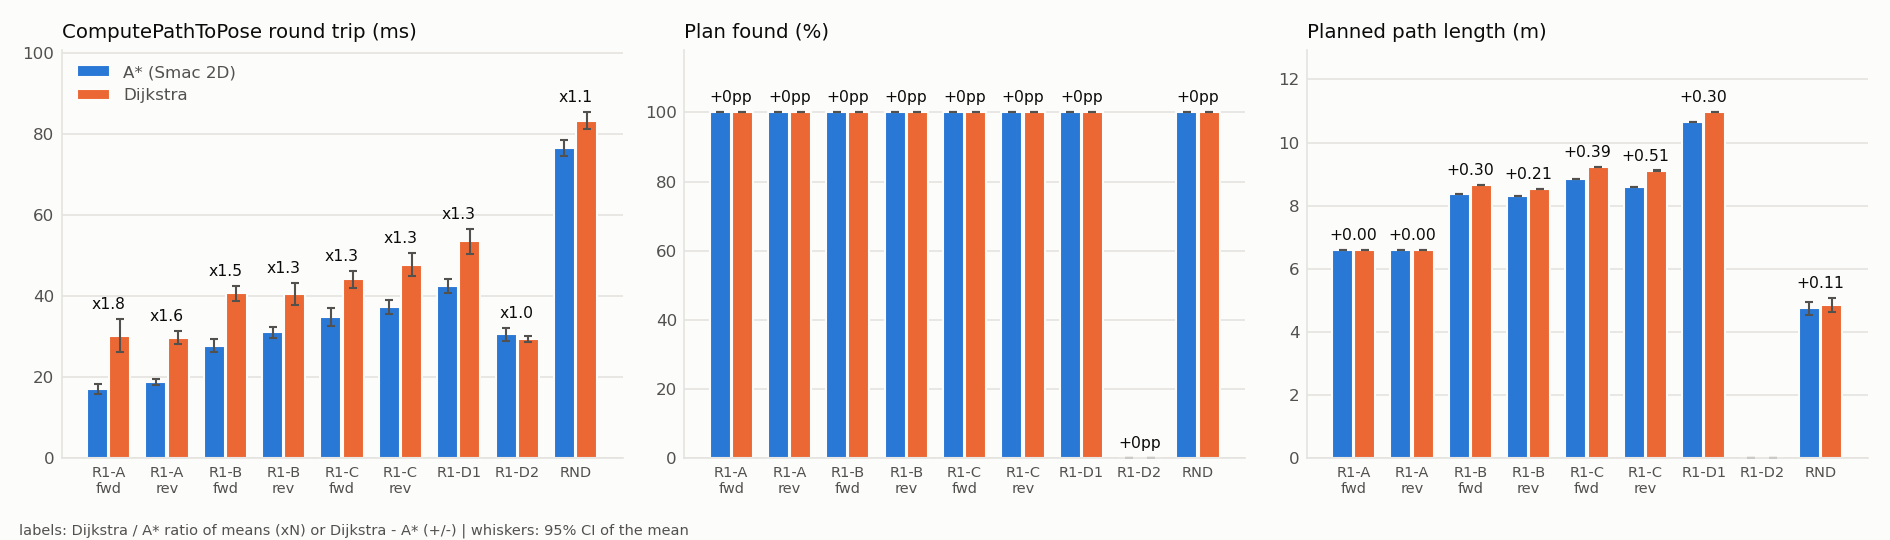 ComputePathToPose round trip (ms)
100
80
60
40
20
0
A* (Smac 2D)
Dijkstra
x1.8
x1.6
x1.5
x1.3
x1.3
x1.3
x1.3
x1.0
x1.1
R1-A fwd
R1-A rev
R1-B fwd
R1-B rev
R1-C fwd
R1-C rev
R1-D1
R1-D2
RND
Plan found (%)
100
80
60
40
20
0
+0pp
+0pp
+0pp
+0pp
+0pp
+0pp
+0pp
+0pp
+0pp
R1-A fwd
R1-A rev
R1-B fwd
R1-B rev
R1-C fwd
R1-C rev
R1-D1
R1-D2
RND
Planned path length (m)
12
10
8
6
4
2
0
+0.00
+0.00
+0.30
+0.21
+0.39
+0.51
+0.30
+0.11
R1-A fwd
R1-A rev
R1-B fwd
R1-B rev
R1-C fwd
R1-C rev
R1-D1
R1-D2
RND
labels: Dijkstra / A* ratio of means (xN) or Dijkstra - A* (+/-) | whiskers: 95% CI of the mean